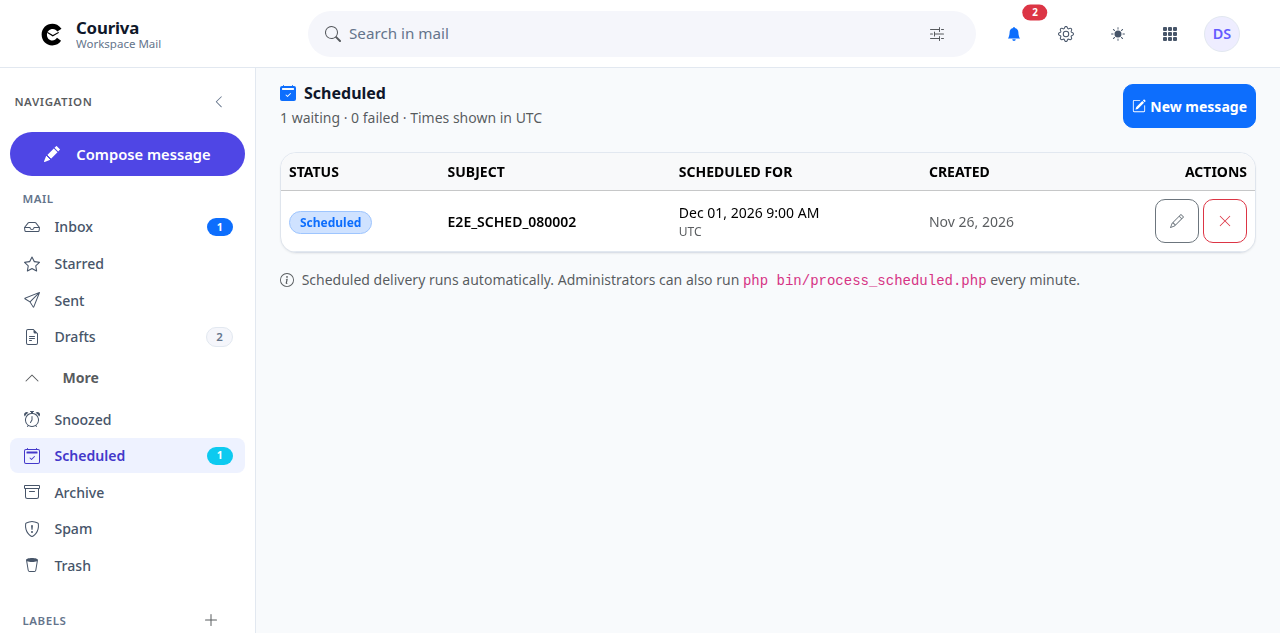 Couriva
Workspace Mail
Search in mail
2
DS
NAVIGATION
Compose message
MAIL
Inbox 1
Starred
Sent
Drafts 2
More
Snoozed
Scheduled 1
Archive
Spam
Trash
LABELS
Scheduled
1 waiting · 0 failed · Times shown in UTC
New message
STATUS SUBJECT SCHEDULED FOR CREATED ACTIONS
Scheduled E2E_SCHED_080002 Dec 01, 2026 9:00 AM Nov 26, 2026
UTC
Scheduled delivery runs automatically. Administrators can also run php bin/process_scheduled.php every minute.